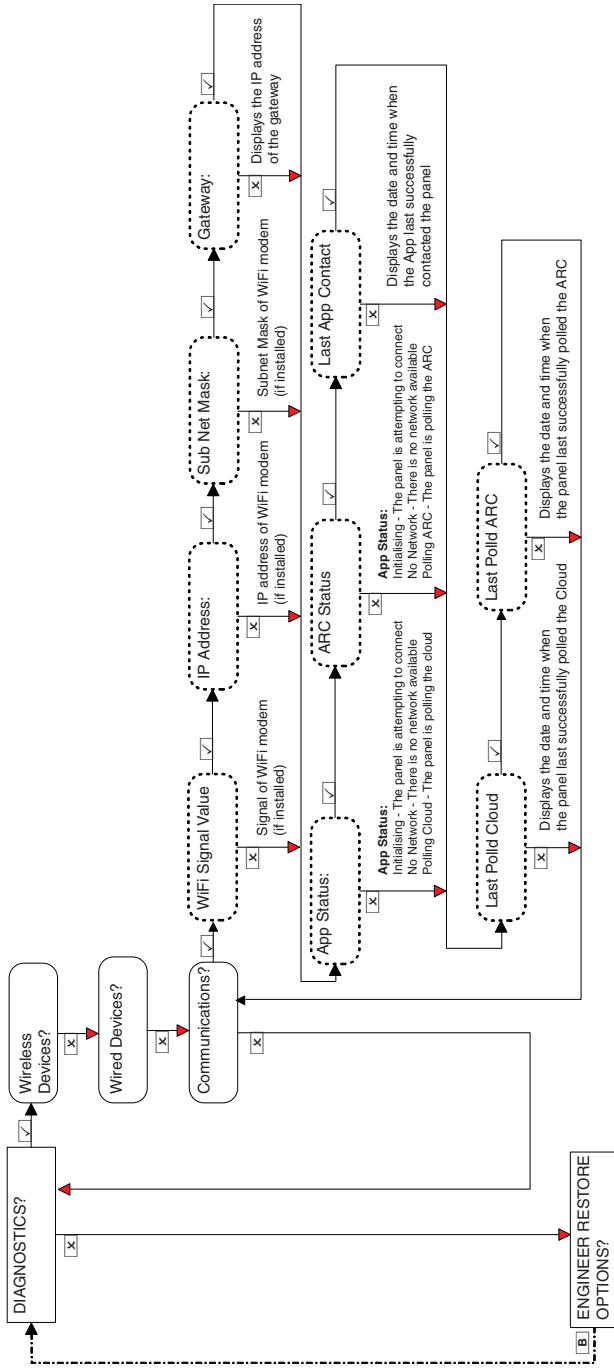 DIAGNOSTICS?
✓
Wireless
Devices?
x
Wired Devices?
x
Communications?
✓
x
WiFi Signal Value
✓
x
Signal of WiFi modem
(if installed)
IP Address:
✓
x
IP address of WiFi modem
(if installed)
Sub Net Mask:
✓
x
Subnet Mask of WiFi modem
(if installed)
Gateway:
✓
x
Displays the IP address
of the gateway
App Status:
✓
x
App Status:
Initialising - The panel is attempting to connect
No Network - There is no network available
Polling Cloud - The panel is polling the cloud
ARC Status
✓
x
App Status:
Initialising - The panel is attempting to connect
No Network - There is no network available
Polling ARC - The panel is polling the ARC
Last App Contact
✓
x
Displays the date and time when
the App last successfully
contacted the panel
Last Polld Cloud
✓
x
Displays the date and time when
the panel last successfully polled the Cloud
Last Polld ARC
✓
x
Displays the date and time when
the panel last successfully polled the ARC
x
B
ENGINEER RESTORE
OPTIONS?